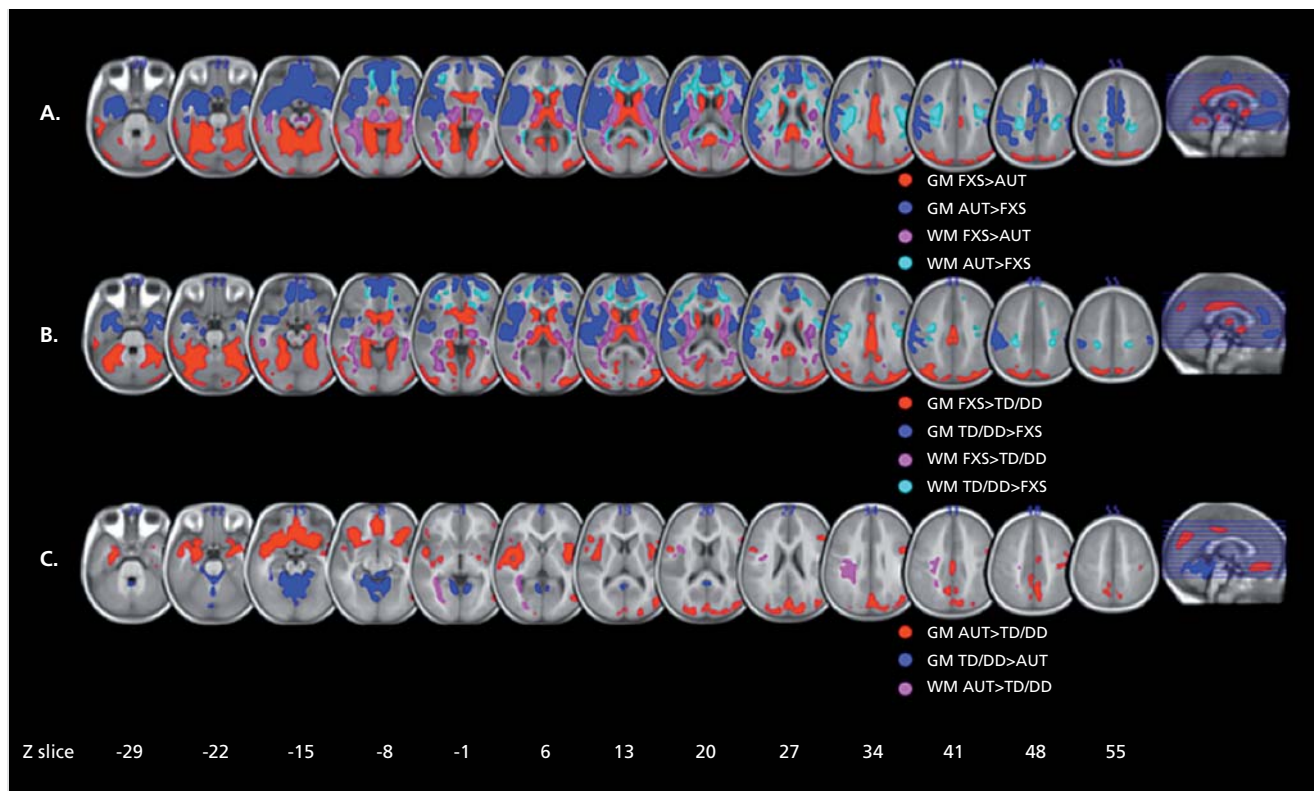 A.
GM FXS>AUT
GM AUT>FXS
WM FXS>AUT
WM AUT>FXS
B.
GM FXS>TD/DD
GM TD/DD>FXS
WM FXS>TD/DD
WM TD/DD>FXS
C.
GM AUT>TD/DD
GM TD/DD>AUT
WM AUT>TD/DD
Z slice -29 -22 -15 -8 -1 6 13 20 27 34 41 48 55